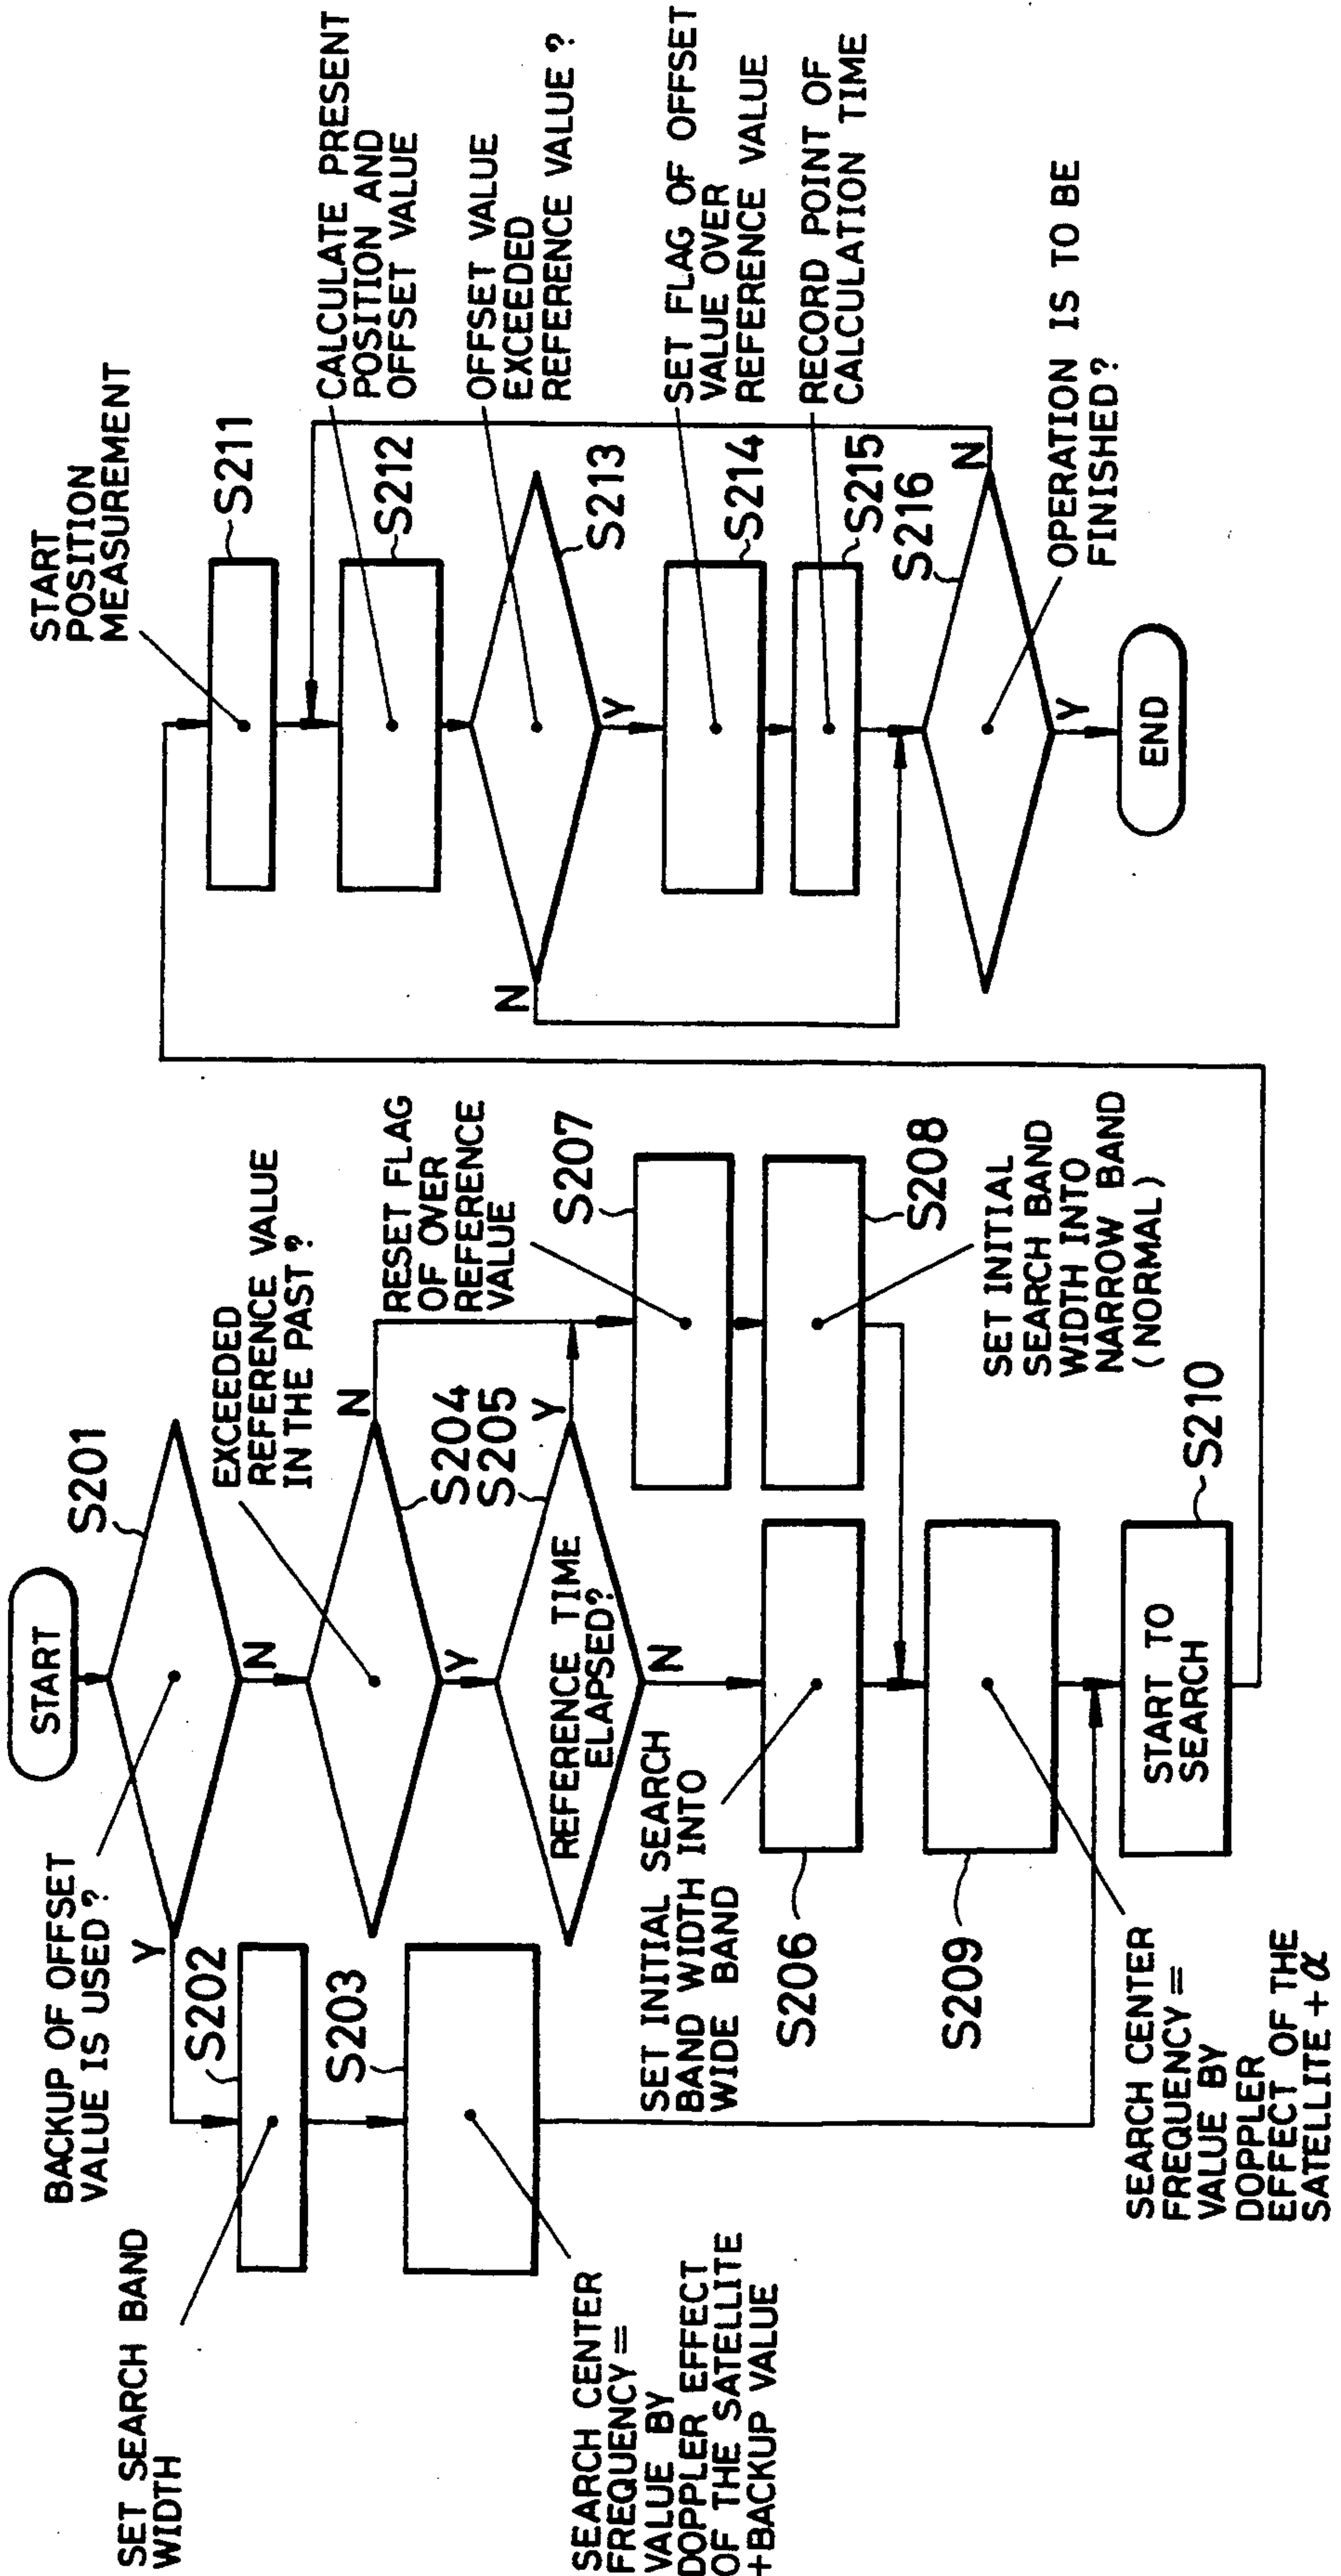 START
S201
BACKUP OF OFFSET
VALUE IS USED?
Y
N
SET SEARCH BAND
WIDTH
S202
S203
SEARCH CENTER
FREQUENCY=
VALUE BY
DOPPLER EFFECT
OF THE SATELLITE
+BACKUP VALUE
EXCEEDED
REFERENCE VALUE
IN THE PAST?
N
S204
Y
S205
REFERENCE TIME
ELAPSED?
Y
N
RESET FLAG
OF OVER
REFERENCE
VALUE
S207
S208
SET INITIAL
SEARCH BAND
WIDTH INTO
NARROW BAND
(NORMAL)
SET INITIAL SEARCH
BAND WIDTH INTO
WIDE BAND
S206
S209
SEARCH CENTER
FREQUENCY=
VALUE BY
DOPPLER
EFFECT OF THE
SATELLITE+α
S210
START TO
SEARCH
START
POSITION
MEASUREMENT
S211
CALCULATE PRESENT
POSITION AND
OFFSET VALUE
S212
OFFSET VALUE
EXCEEDED
REFERENCE VALUE?
S213
N
Y
SET FLAG OF OFFSET
VALUE OVER
REFERENCE VALUE
S214
RECORD POINT OF
CALCULATION TIME
S215
S216
N
OPERATION IS TO BE
FINISHED?
Y
END